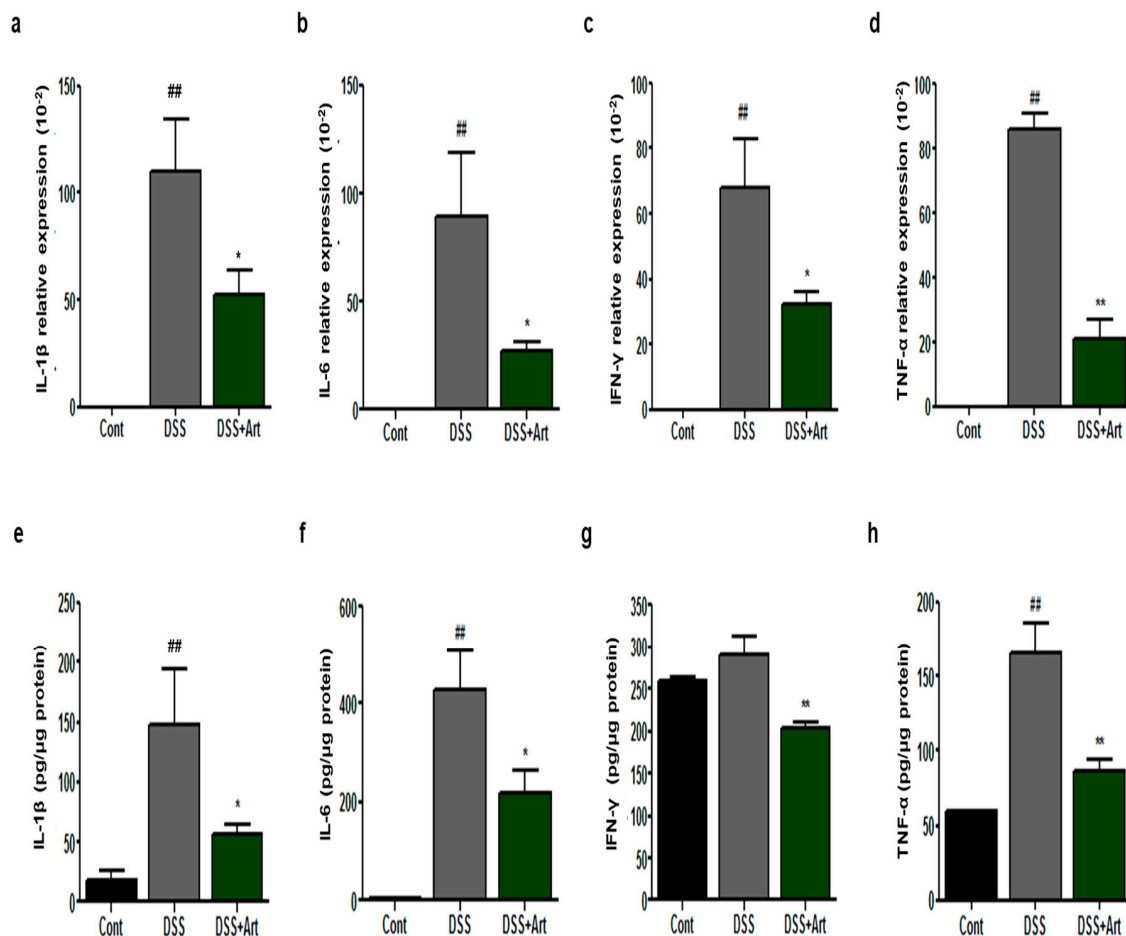 a
b
c
d
IL-1β relative expression (10-2)
150
100
50
0
##
*
Cont DSS DSS+Art
IL-6 relative expression (10-2)
150
100
50
0
##
*
Cont DSS DSS+Art
IFN-γ relative expression (10-2)
100
80
60
40
20
0
##
*
Cont DSS DSS+Art
TNF-α relative expression (10-2)
100
80
60
40
20
0
##
**
Cont DSS DSS+Art
e
f
g
h
IL-1β (pg/µg protein)
250
200
150
100
50
0
##
*
Cont DSS DSS+Art
IL-6 (pg/µg protein)
600
400
200
0
##
*
Cont DSS DSS+Art
IFN-γ (pg/µg protein)
350
300
250
200
150
100
50
0
**
Cont DSS DSS+Art
TNF-α (pg/µg protein)
200
150
100
50
0
##
**
Cont DSS DSS+Art